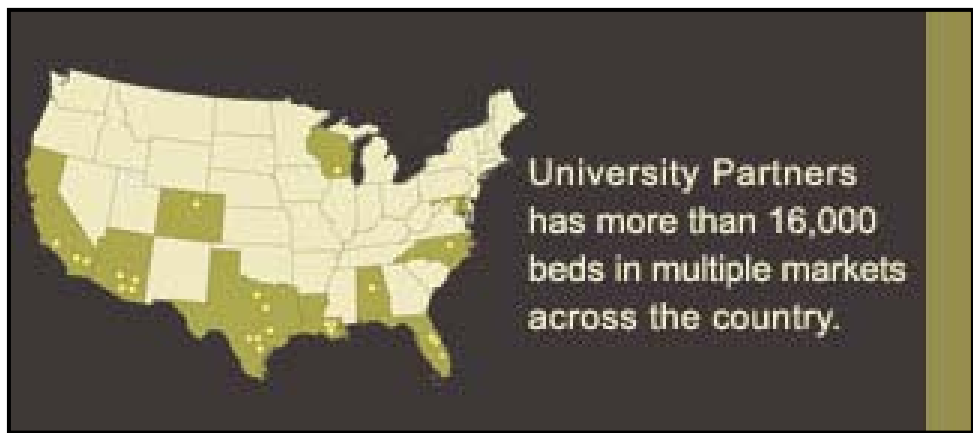 University Partners
has more than 16,000
beds in multiple markets
across the country.